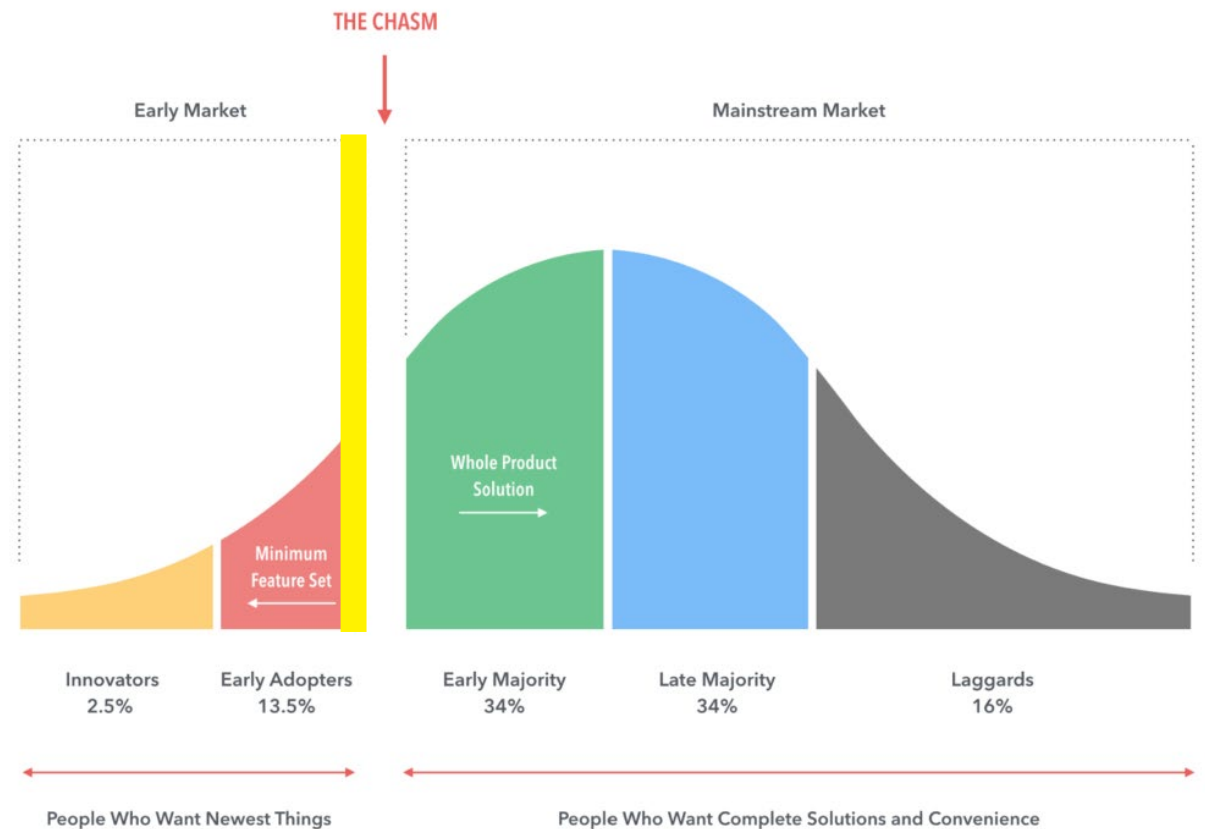 THE CHASM
Early Market
Mainstream Market
Whole Product
Solution
Minimum
Feature Set
Innovators
2.5%
Early Adopters
13.5%
Early Majority
34%
Late Majority
34%
Laggards
16%
People Who Want Newest Things
People Who Want Complete Solutions and Convenience